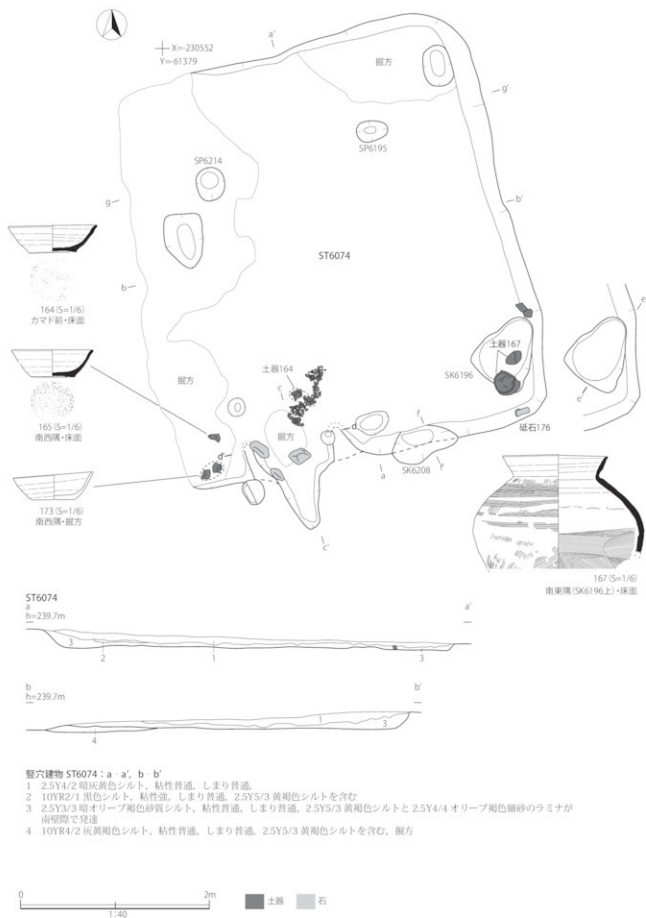 X=-230552
Y=-61379
a'
掘方
g'
SP6195
SP6214
g
b'
ST6074
b
164 (S=1/6)
カマド前・床面
e
土器167
土器164
SK6196
c
e'
掘方
165 (S=1/6)
南西隅・床面
掘方
d
f
砥石176
d'
a
SK6208
f'
173 (S=1/6)
南西隅・掘方
c'
167 (S=1/6)
南東隅(SK6196上)・床面
ST6074
a
a'
h=239.7m
3
2
1
3
b
b'
h=239.7m
1
3
4
竪穴建物 ST6074：a‐a’，b‐b’
1 2.5Y4/2 暗灰黄色シルト，粘性普通，しまり普通，
2 10YR2/1 黒色シルト，粘性強，しまり普通，2.5Y5/3 黄褐色シルトを含む
3 2.5Y3/3 暗オリーブ褐色砂質シルト，粘性普通，しまり普通，2.5Y5/3 黄褐色シルトと 2.5Y4/4 オリーブ褐色細砂のラミナが
南壁際で発達
4 10YR4/2 灰黄褐色シルト，粘性普通，しまり普通，2.5Y5/3 黄褐色シルトを含む，掘方
0 2m
1:40
土器 石